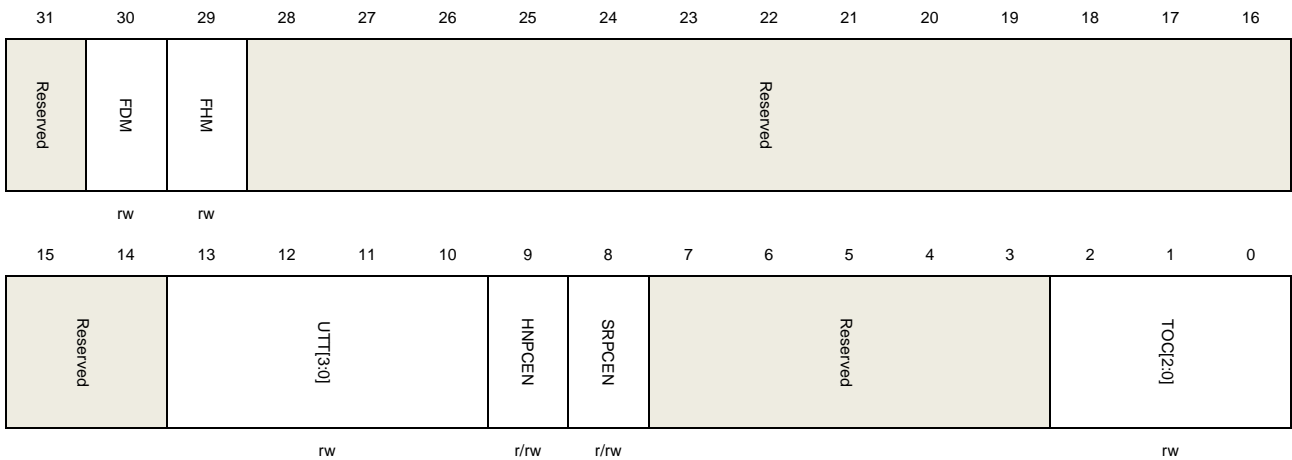 31 30 29 28 27 26 25 24 23 22 21 20 19 18 17 16
Reserved FDM FHM Reserved
rw rw
15 14 13 12 11 10 9 8 7 6 5 4 3 2 1 0
Reserved UTT[3:0] HNPCEN SRPCEN Reserved TOC[2:0]
rw r/rw r/rw rw